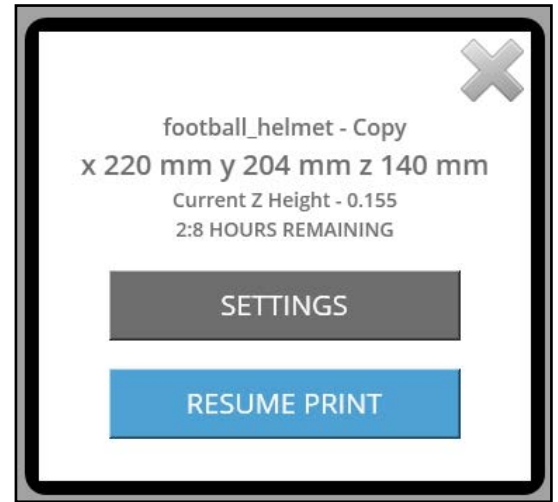 football_helmet - Copy
x 220 mm y 204 mm z 140 mm
Current Z Height - 0.155
2:8 HOURS REMAINING
SETTINGS
RESUME PRINT